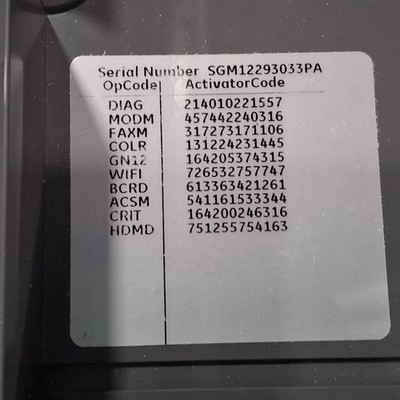 Serial Number SGM12293033PA
OpCode ActivatorCode
DIAG 214010221557
MODM 457442240316
FAXM 317273171106
COLR 131224231445
GN12 164205374315
WIFI 726532757747
BCRD 613363421261
ACSM 541161533344
CRIT 164200246316
HDMD 751255754163